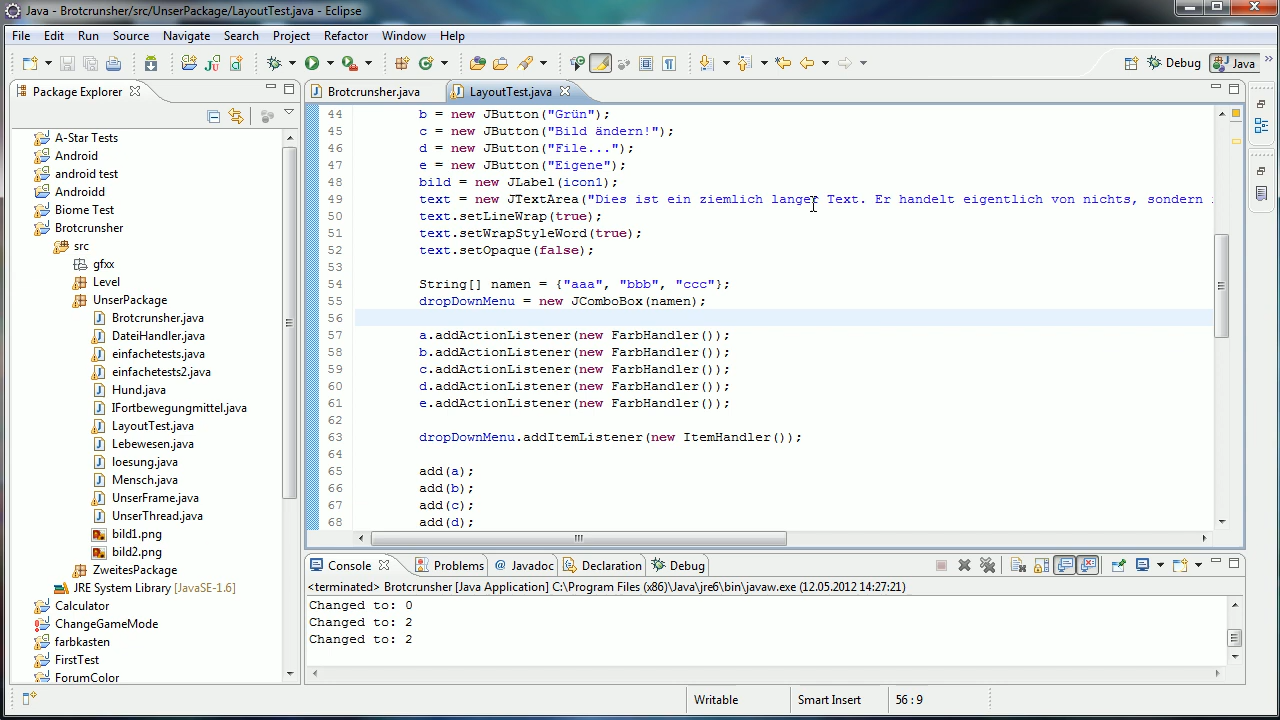 Java - Brotcrunsher/src/UnserPackage/LayoutTest.java - Eclipse
File Edit Run Source Navigate Search Project Refactor Window Help
Debug Java
Package Explorer
A-Star Tests
Android
android test
Androidd
Biome Test
Brotcrunsher
src
gfxx
Level
UnserPackage
Brotcrunsher.java
DateiHandler.java
einfachetests.java
einfachetests2.java
Hund.java
IFortbewegungmittel.java
LayoutTest.java
Lebewesen.java
loesung.java
Mensch.java
UnserFrame.java
UnserThread.java
bild1.png
bild2.png
ZweitesPackage
JRE System Library [JavaSE-1.6]
Calculator
ChangeGameMode
farbkasten
FirstTest
ForumColor
Brotcrunsher.java LayoutTest.java
44 b = new JButton("Grün");
45 c = new JButton("Bild ändern!");
46 d = new JButton("File...");
47 e = new JButton("Eigene");
48 bild = new JLabel(icon1);
49 text = new JTextArea("Dies ist ein ziemlich langer Text. Er handelt eigentlich von nichts, sondern
50 text.setLineWrap(true);
51 text.setWrapStyleWord(true);
52 text.setOpaque(false);
53
54 String[] namen = {"aaa", "bbb", "ccc"};
55 dropDownMenu = new JComboBox(namen);
56
57 a.addActionListener(new FarbHandler());
58 b.addActionListener(new FarbHandler());
59 c.addActionListener(new FarbHandler());
60 d.addActionListener(new FarbHandler());
61 e.addActionListener(new FarbHandler());
62
63 dropDownMenu.addItemListener(new ItemHandler());
64
65 add(a);
66 add(b);
67 add(c);
68 add(d);
Console Problems Javadoc Declaration Debug
<terminated> Brotcrunsher [Java Application] C:\Program Files (x86)\Java\jre6\bin\javaw.exe (12.05.2012 14:27:21)
Changed to: 0
Changed to: 2
Changed to: 2
Writable Smart Insert 56 : 9